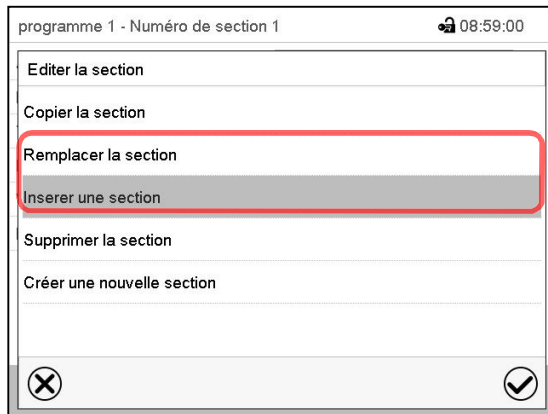 programme 1 - Numéro de section 1 08:59:00
Editer la section
Copier la section
Remplacer la section
Inserer une section
Supprimer la section
Créer une nouvelle section